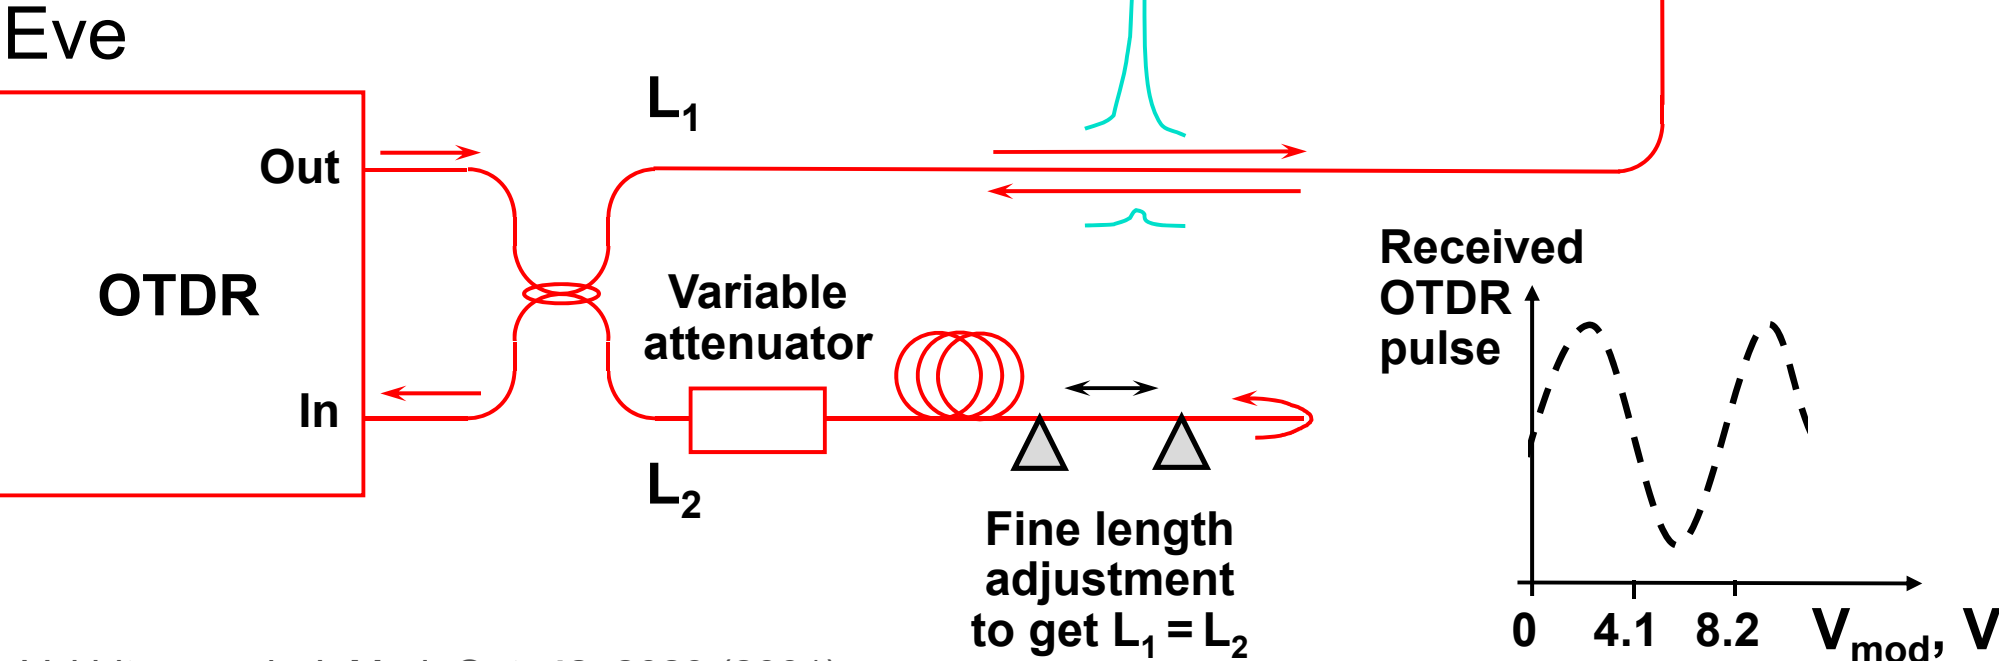 Eve
L1
Out
OTDR
In
Variable
attenuator
L2
Fine length
adjustment
to get L1 = L2
Received
OTDR
pulse
0 4.1 8.2 Vmod, V